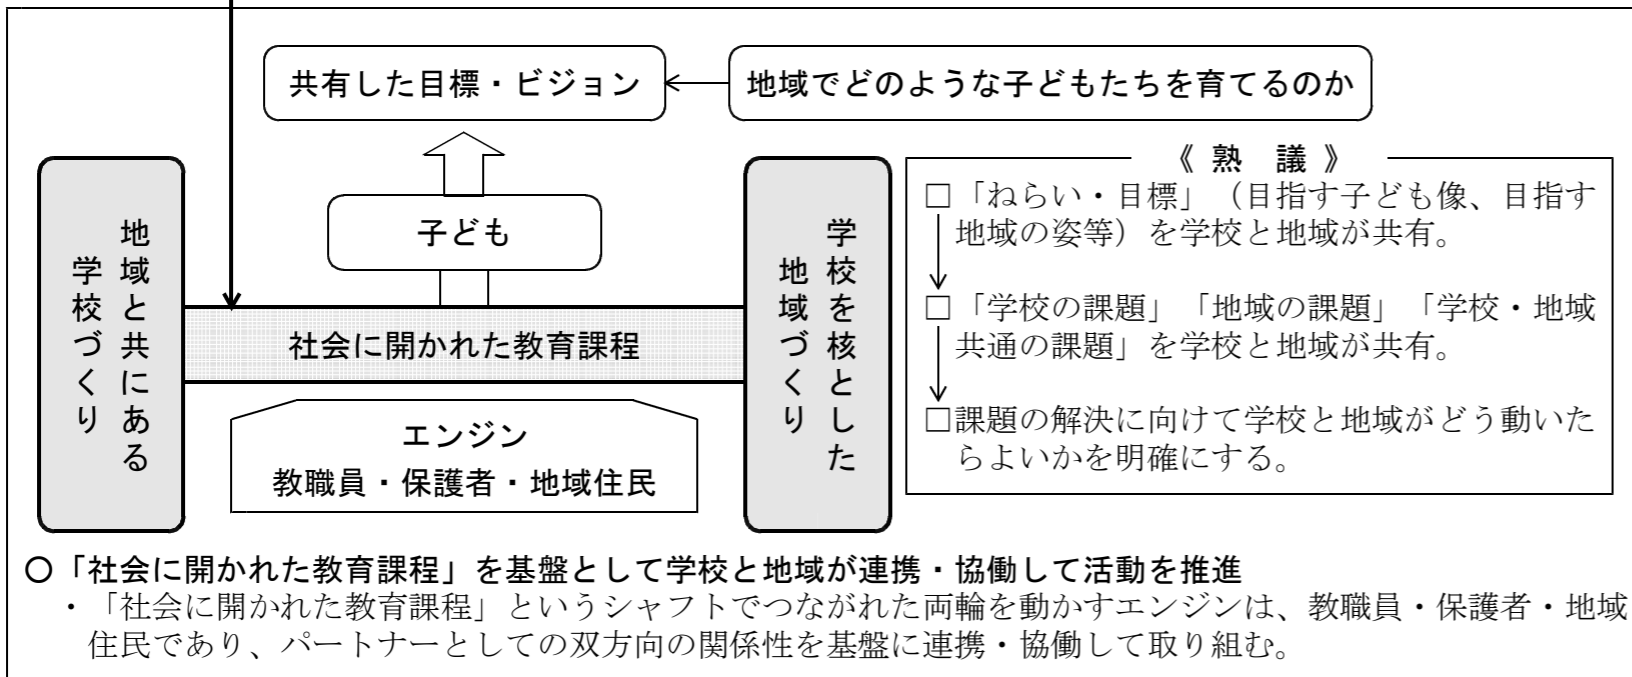 共有した目標・ビジョン
地域でどのような子どもたちを育てるのか
地域と共にある
学校づくり
子ども
社会に開かれた教育課程
エンジン
教職員・保護者・地域住民
学校を核とした
地域づくり
《 熟 議 》
□「ねらい・目標」（目指す子ども像、目指す
地域の姿等）を学校と地域が共有。
□「学校の課題」「地域の課題」「学校・地域
共通の課題」を学校と地域が共有。
□課題の解決に向けて学校と地域がどう動いた
らよいかを明確にする。
○「社会に開かれた教育課程」を基盤として学校と地域が連携・協働して活動を推進
・「社会に開かれた教育課程」というシャフトでつながれた両輪を動かすエンジンは、教職員・保護者・地域
住民であり、パートナーとしての双方向の関係性を基盤に連携・協働して取り組む。